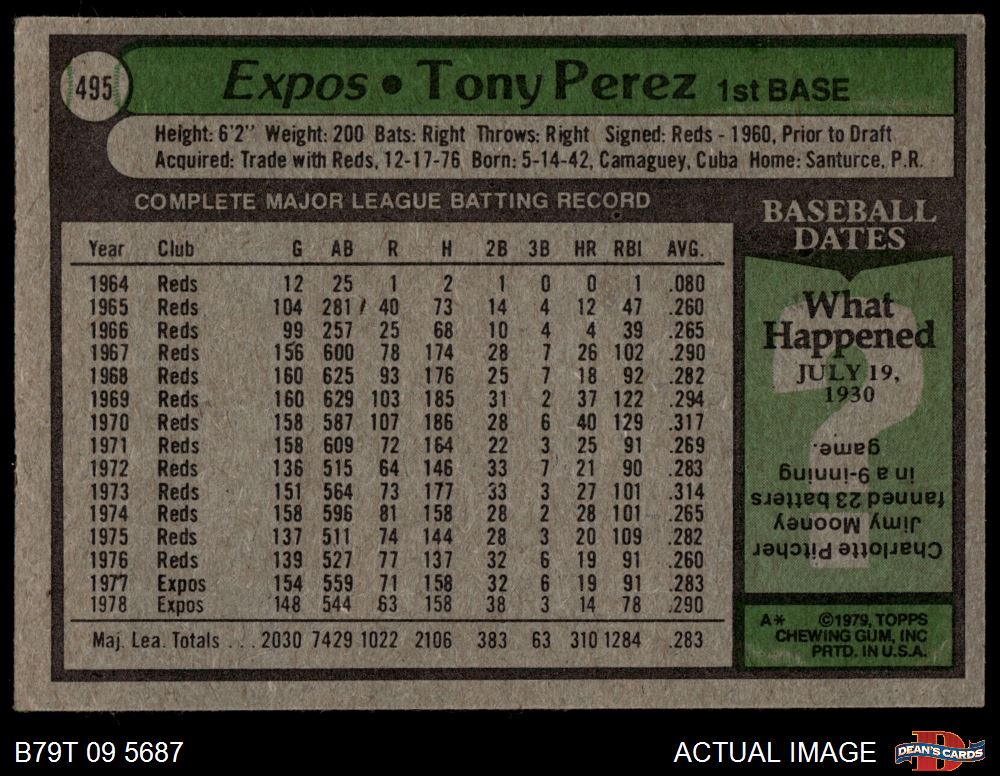 495
Expos • Tony Perez 1st BASE
Height: 6'2" Weight: 200 Bats: Right Throws: Right Signed: Reds - 1960, Prior to Draft
Acquired: Trade with Reds, 12-17-76 Born: 5-14-42, Camaguey, Cuba Home: Santurce, P.R.
COMPLETE MAJOR LEAGUE BATTING RECORD
Year Club G AB R H 2B 3B HR RBI AVG.
1964 Reds 12 25 1 2 1 0 0 1 .080
1965 Reds 104 281 40 73 14 4 12 47 .260
1966 Reds 99 257 25 68 10 4 4 39 .265
1967 Reds 156 600 78 174 28 7 26 102 .290
1968 Reds 160 625 93 176 25 7 18 92 .282
1969 Reds 160 629 103 185 31 2 37 122 .294
1970 Reds 158 587 107 186 28 6 40 129 .317
1971 Reds 158 609 72 164 22 3 25 91 .269
1972 Reds 136 515 64 146 33 7 21 90 .283
1973 Reds 151 564 73 177 33 3 27 101 .314
1974 Reds 158 596 81 158 28 2 28 101 .265
1975 Reds 137 511 74 144 28 3 20 109 .282
1976 Reds 139 527 77 137 32 6 19 91 .260
1977 Expos 154 559 71 158 32 6 19 91 .283
1978 Expos 148 544 63 158 38 3 14 78 .290
Maj. Lea. Totals . . . 2030 7429 1022 2106 383 63 310 1284 .283
BASEBALL
DATES
What
Happened
JULY 19,
1930
?
Charlotte Pitcher
Jimy Mooney
fanned 23 batters
in a 9-inning
game.
A* ©1979, TOPPS
CHEWING GUM, INC
PRTD. IN U.S.A.
B79T 09 5687
ACTUAL IMAGE
DEAN'S CARDS